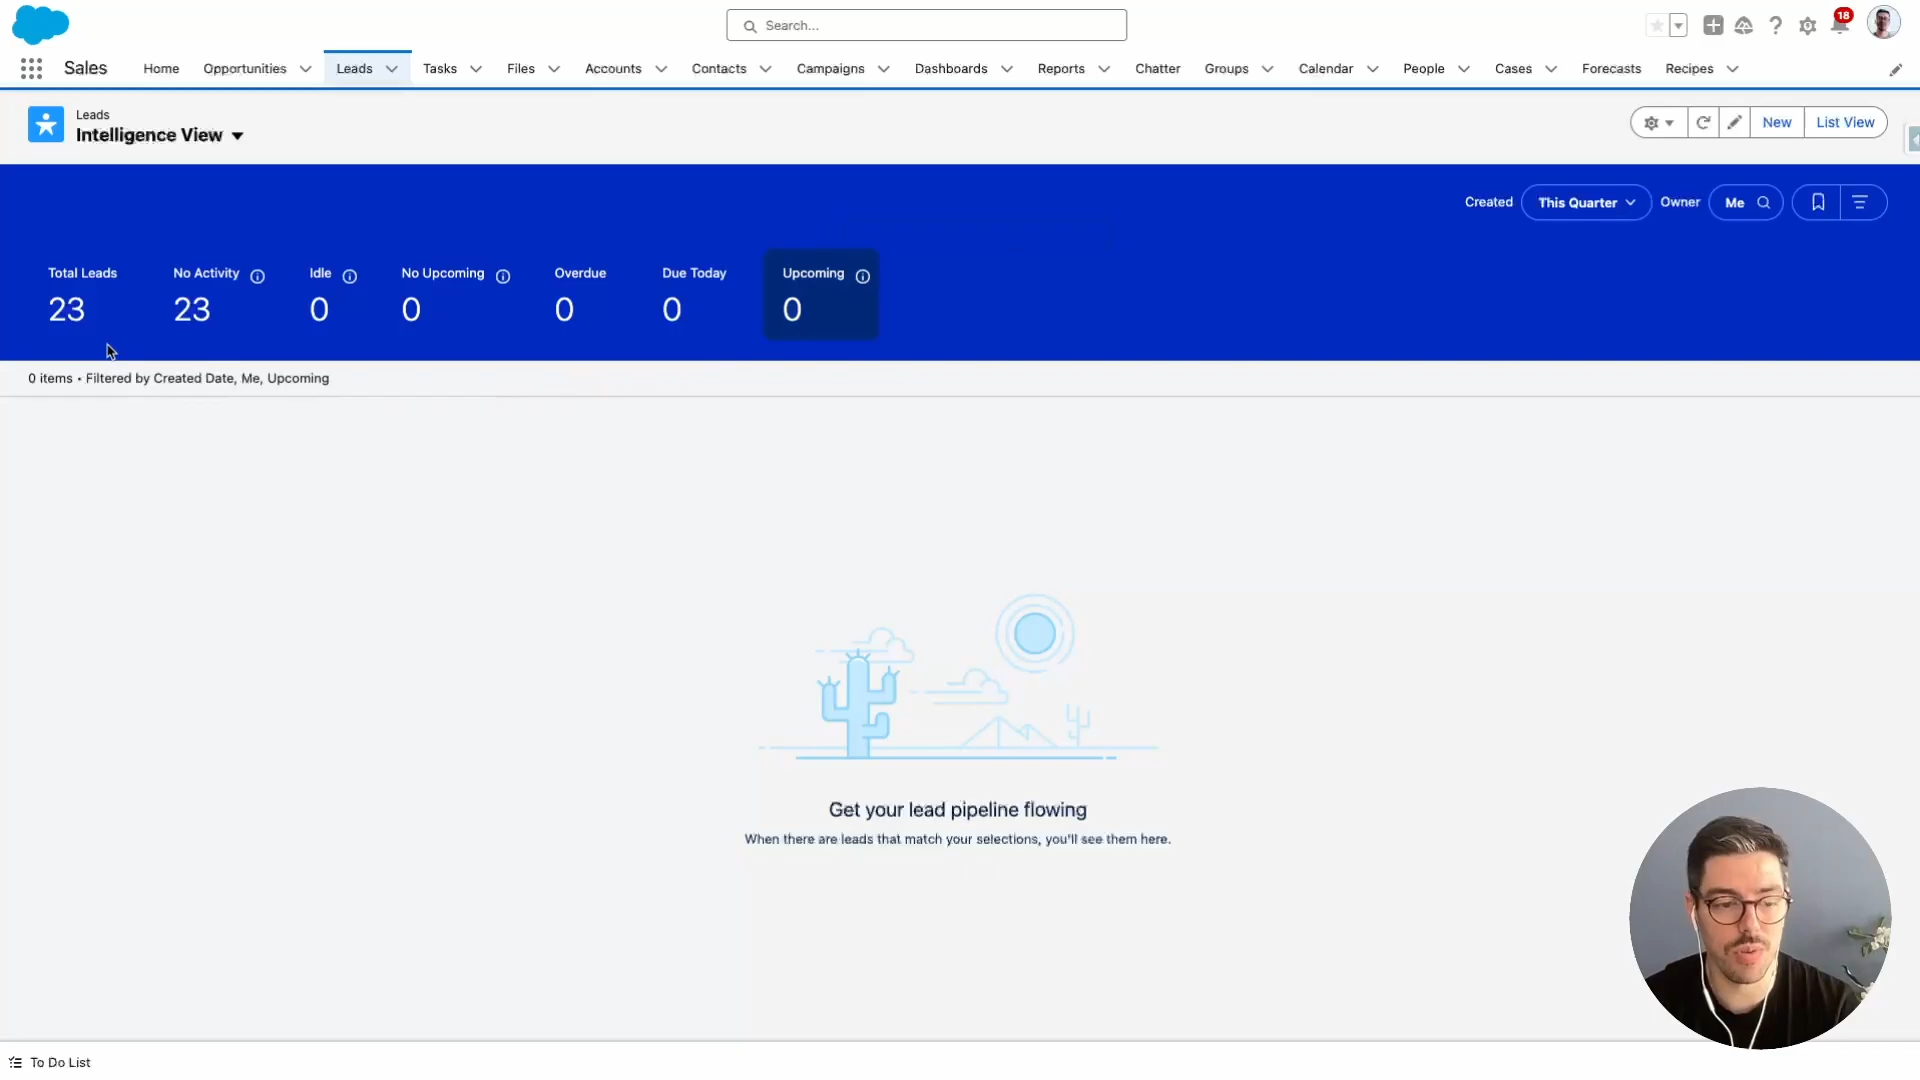 Search...
18
Sales
Home
Opportunities
Leads
Tasks
Files
Accounts
Contacts
Campaigns
Dashboards
Reports
Chatter
Groups
Calendar
People
Cases
Forecasts
Recipes
Leads
Intelligence View
New
List View
Created
This Quarter
Owner
Me
Total Leads
23
No Activity
23
Idle
0
No Upcoming
0
Overdue
0
Due Today
0
Upcoming
0
0 items • Filtered by Created Date, Me, Upcoming
Get your lead pipeline flowing
When there are leads that match your selections, you'll see them here.
To Do List